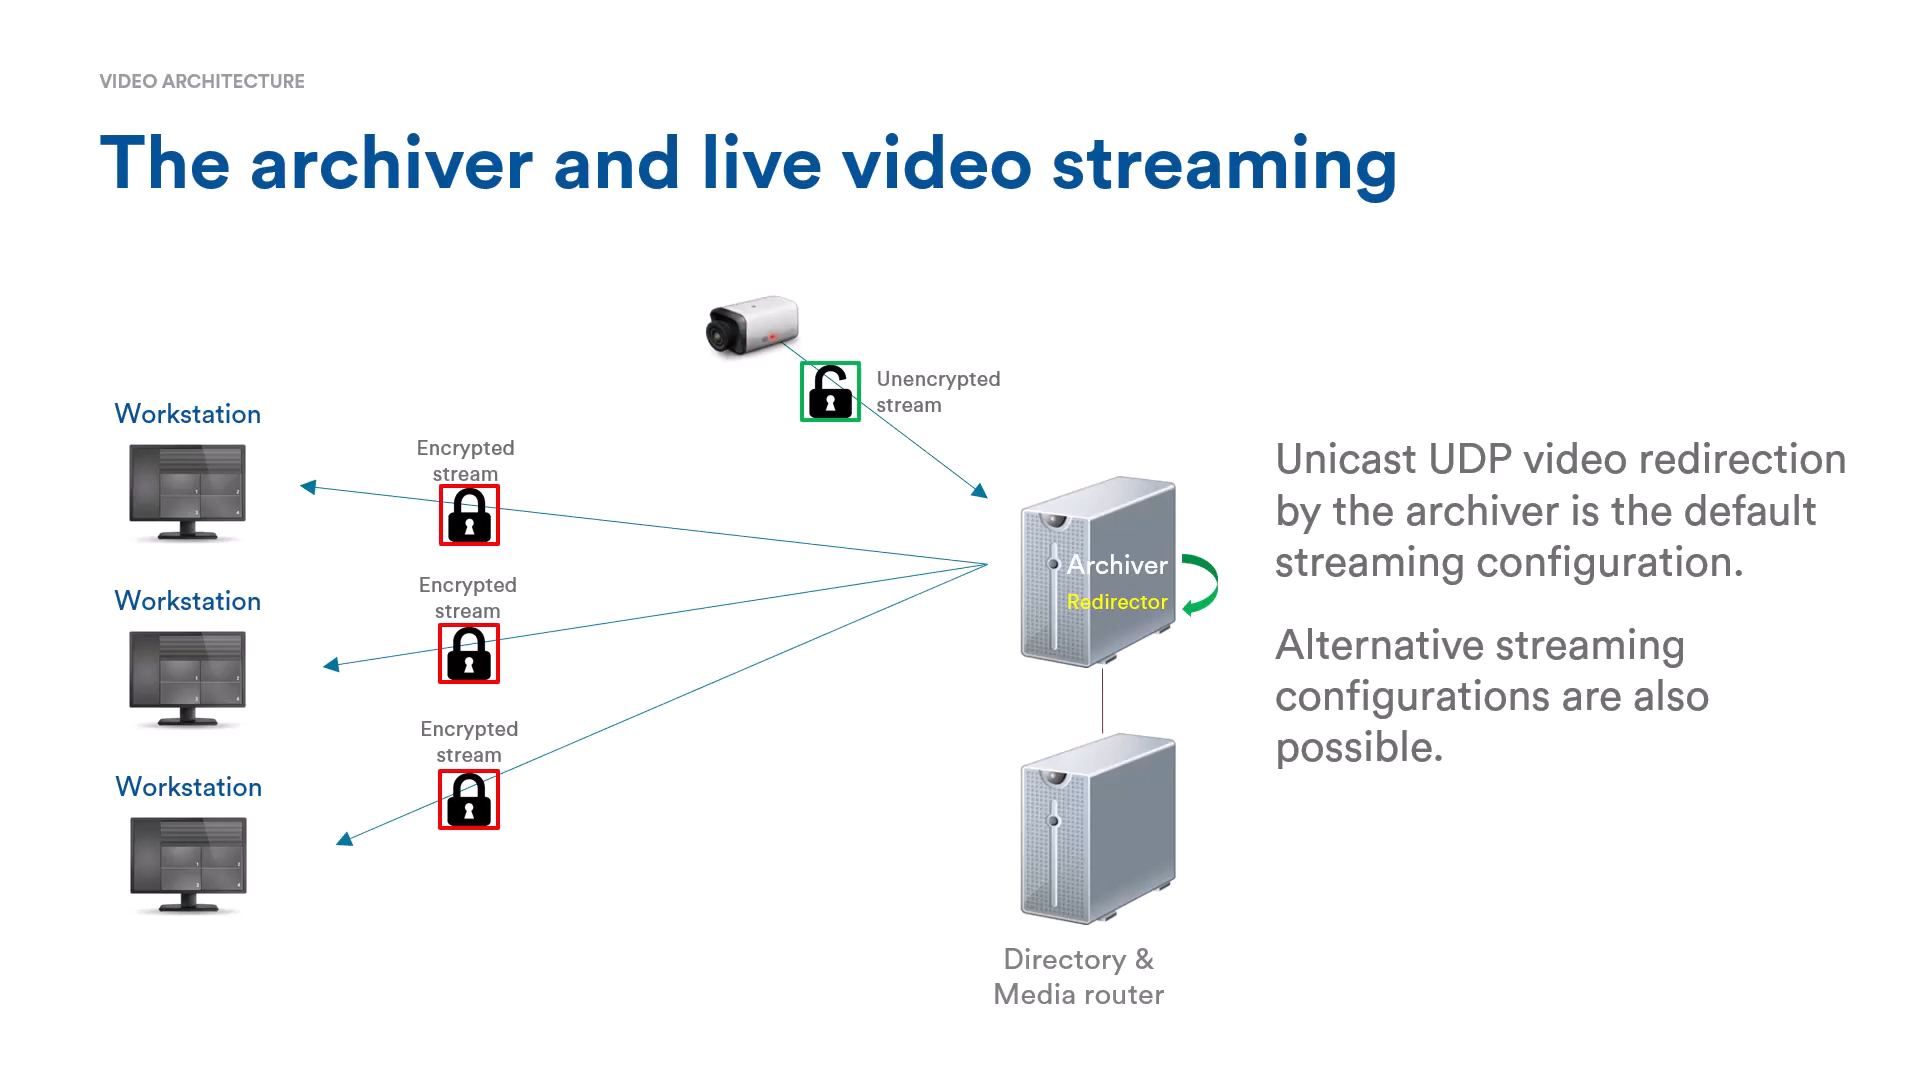 VIDEO ARCHITECTURE
The archiver and live video streaming
Unencrypted
stream
Workstation
Encrypted
stream
Workstation
Encrypted
stream
Workstation
Encrypted
stream
Archiver
Redirector
Directory &
Media router
Unicast UDP video redirection
by the archiver is the default
streaming configuration.
Alternative streaming
configurations are also
possible.